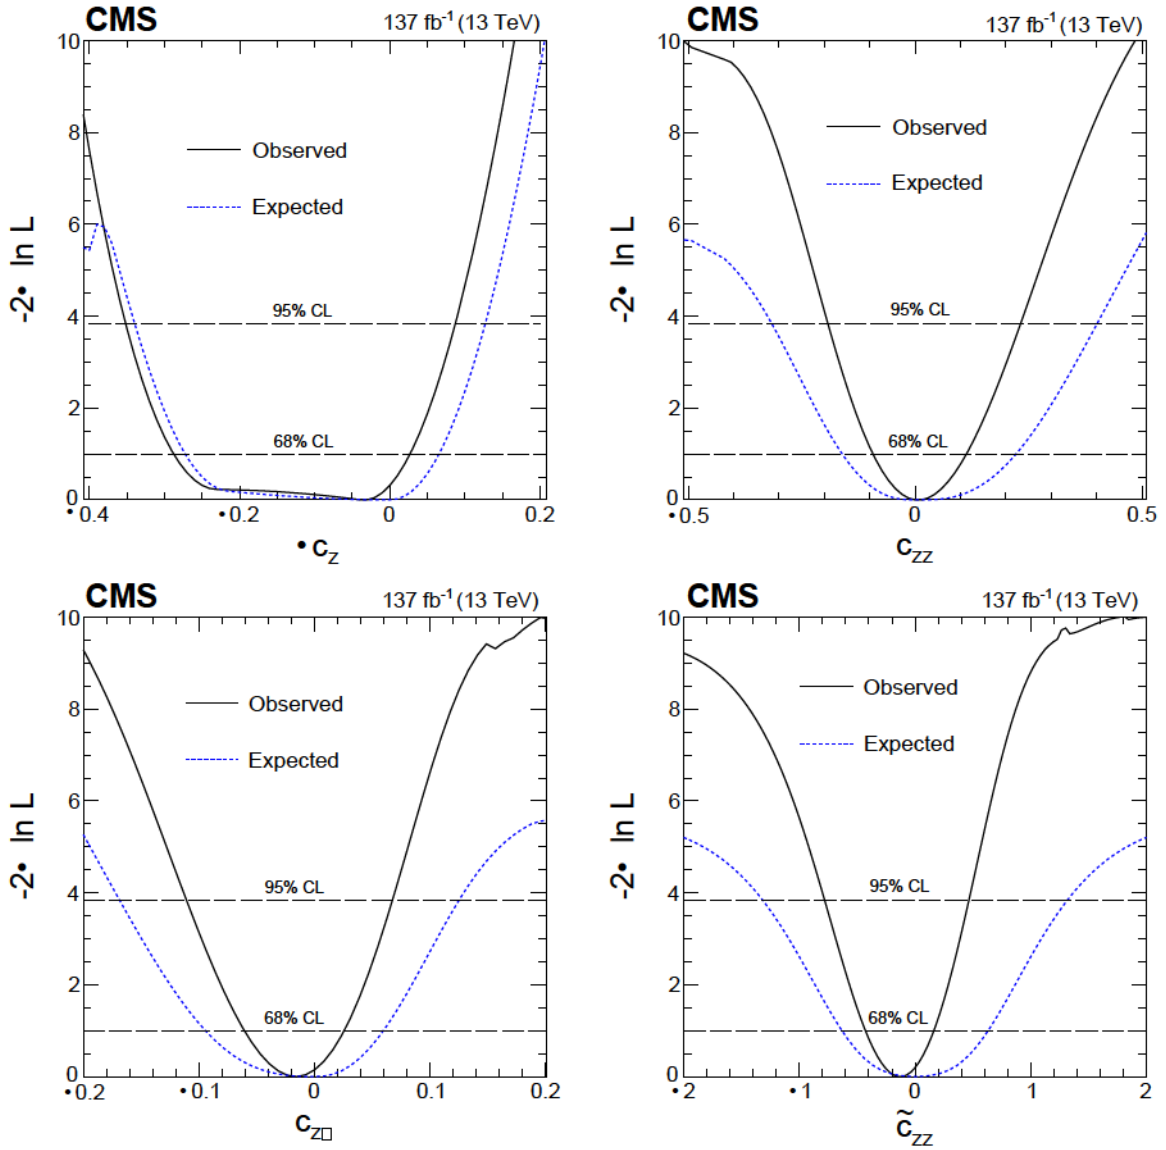 CMS 137 fb⁻¹ (13 TeV)
10
8
6
4
2
0
-2• ln L
Observed
Expected
95% CL
68% CL
•0.4 •0.2 0 0.2
• c_Z
CMS 137 fb⁻¹ (13 TeV)
10
8
6
4
2
0
-2• ln L
Observed
Expected
95% CL
68% CL
•0.5 0 0.5
c_ZZ
CMS 137 fb⁻¹ (13 TeV)
10
8
6
4
2
0
-2• ln L
Observed
Expected
95% CL
68% CL
•0.2 •0.1 0 0.1 0.2
c_Z□
CMS 137 fb⁻¹ (13 TeV)
10
8
6
4
2
0
-2• ln L
Observed
Expected
95% CL
68% CL
•2 •1 0 1 2
c̃_ZZ